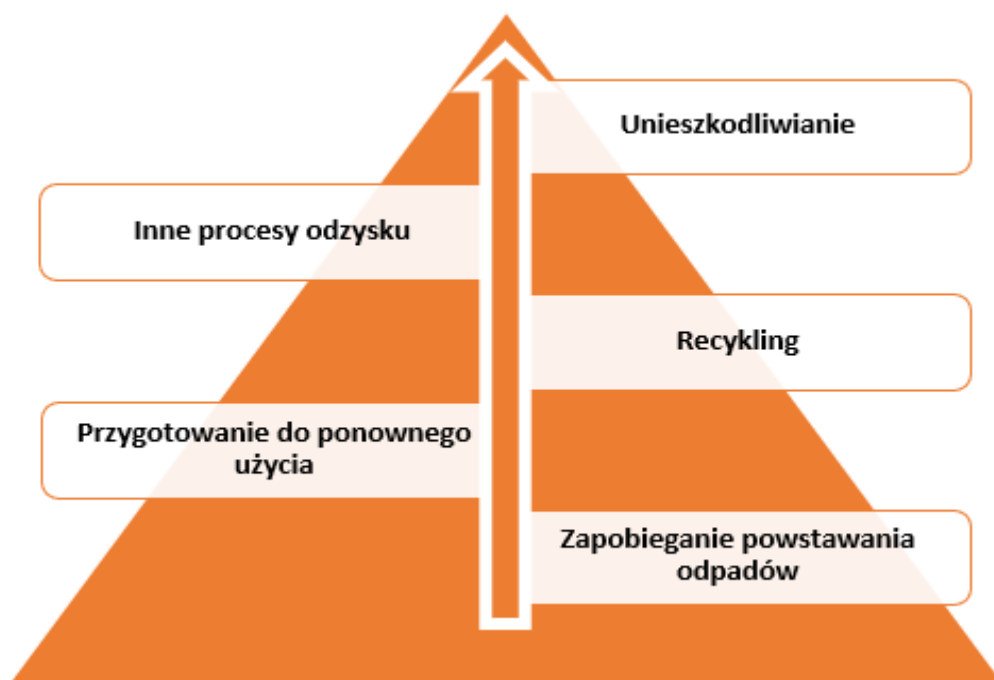 Unieszkodliwianie
Inne procesy odzysku
Recykling
Przygotowanie do ponownego
użycia
Zapobieganie powstawania
odpadów